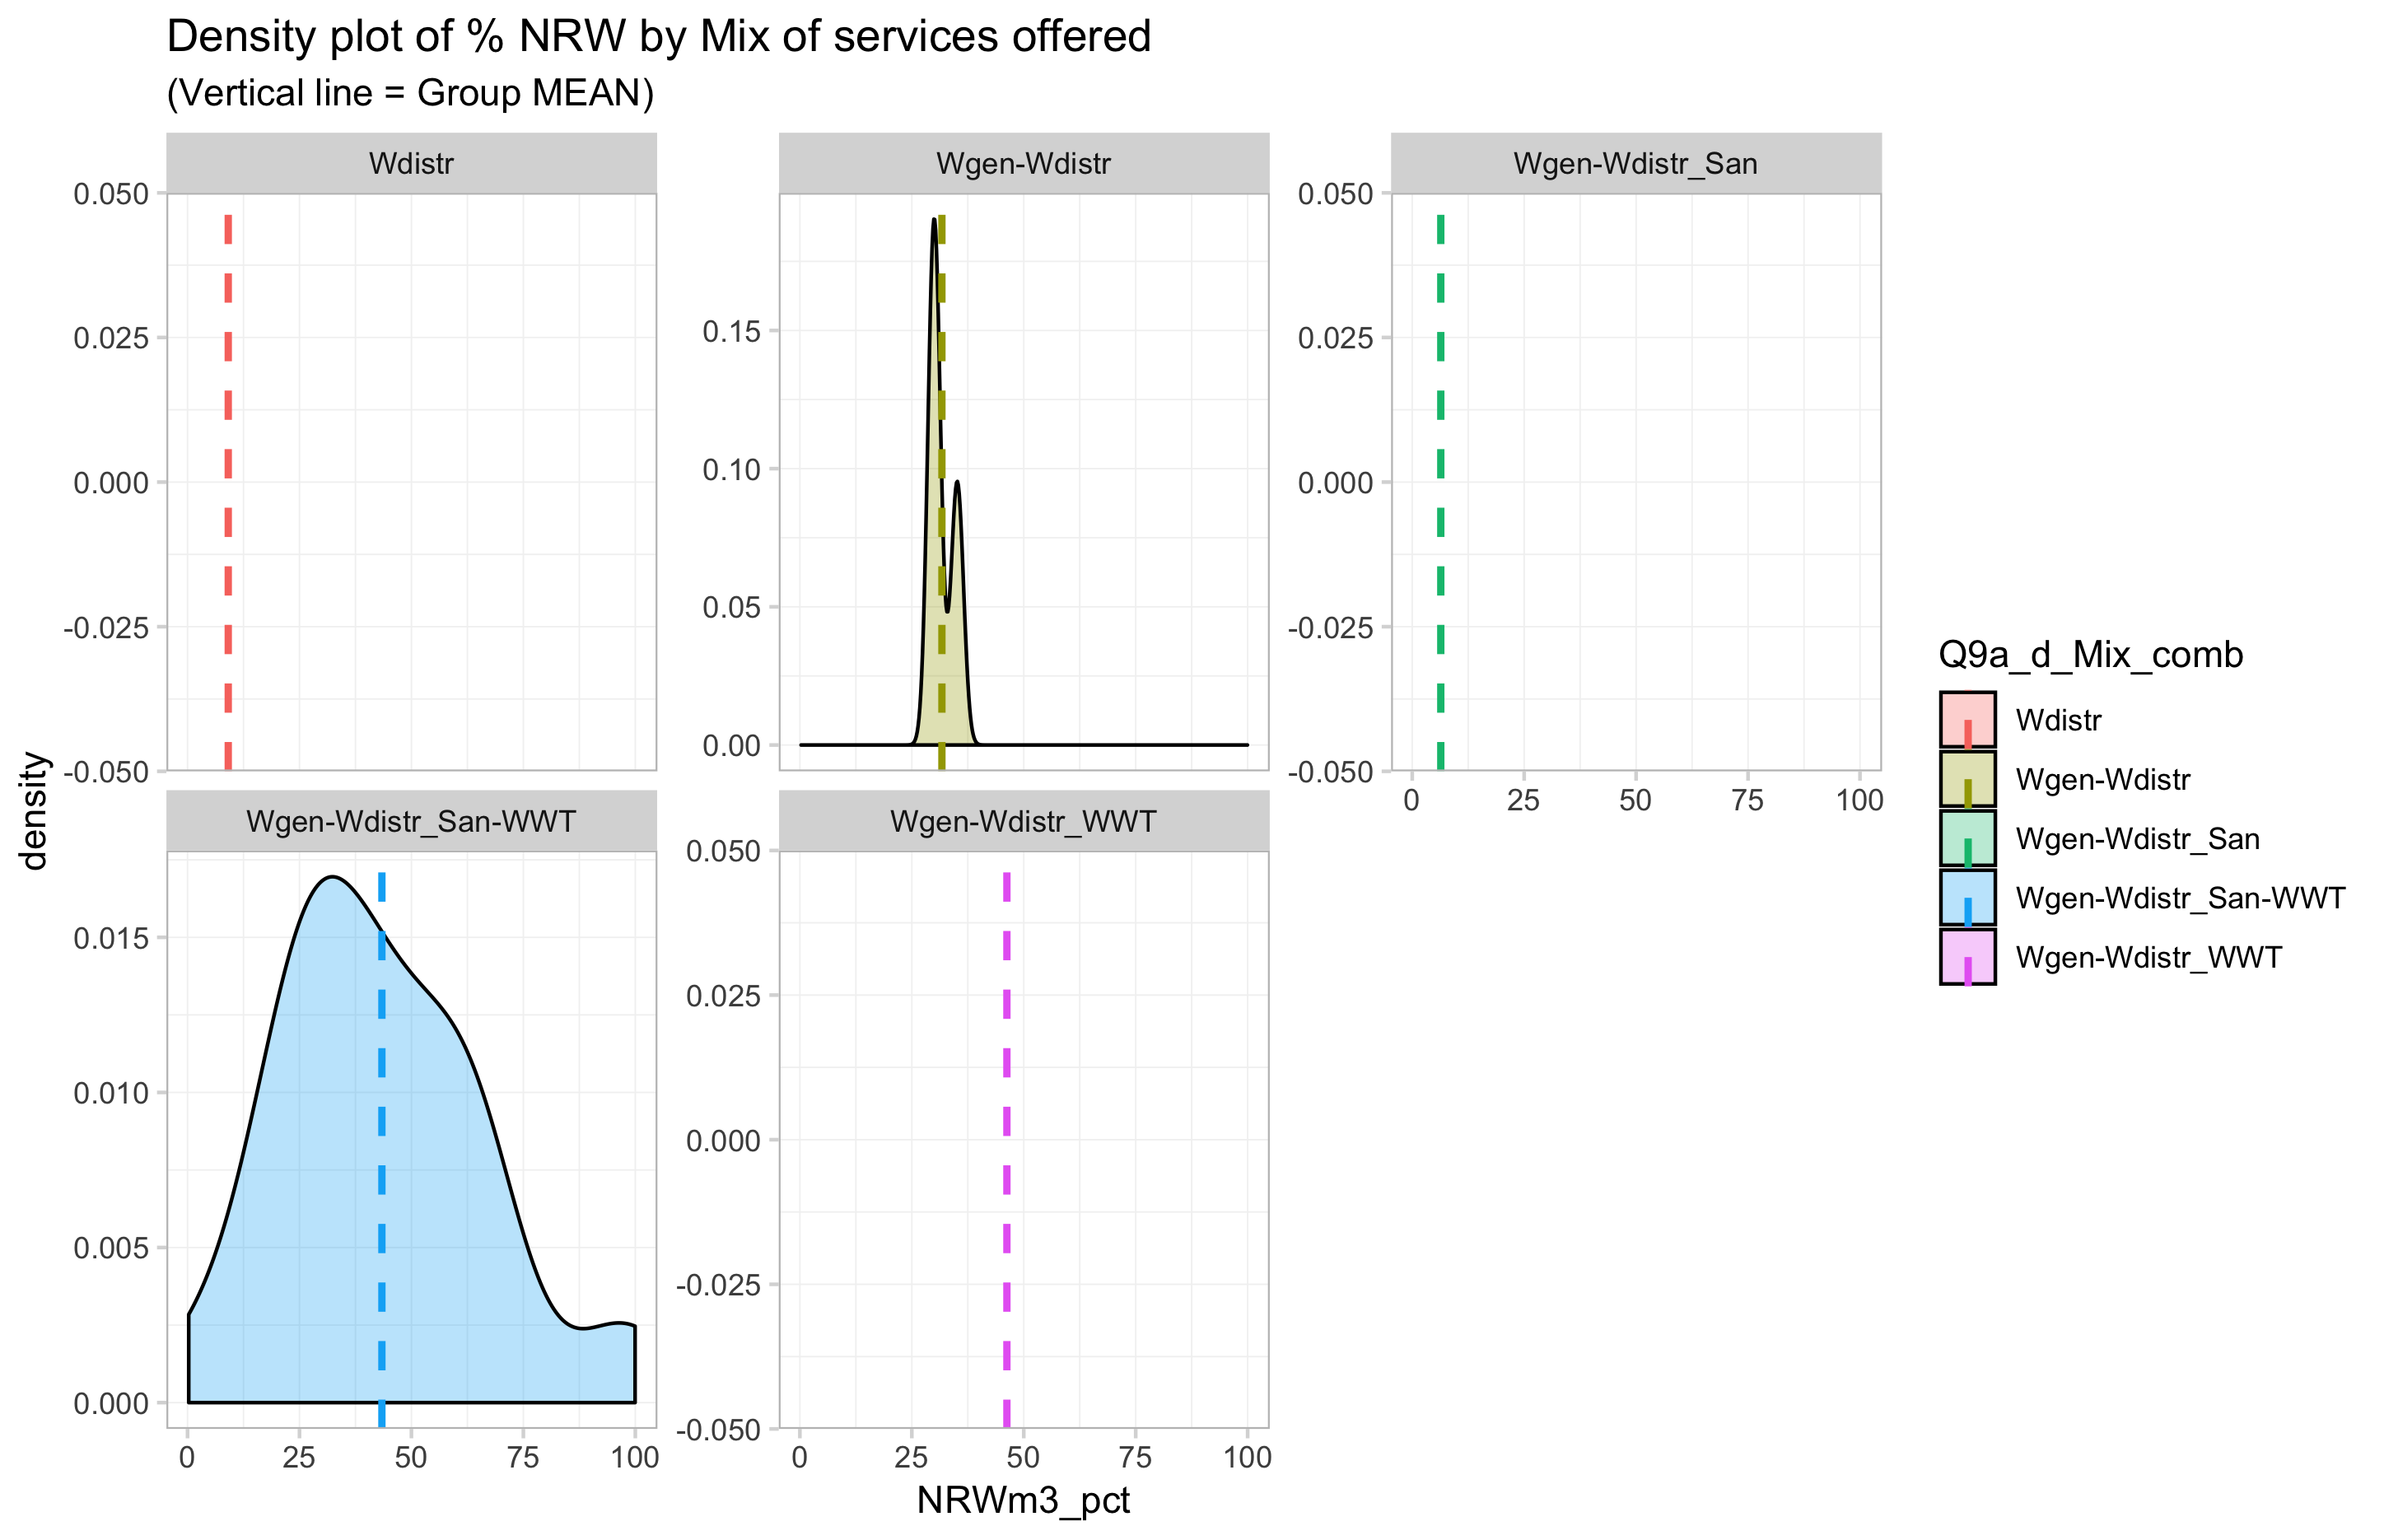 Density plot of % NRW by Mix of services offered
(Vertical line = Group MEAN)
Wdistr
Wgen-Wdistr
Wgen-Wdistr_San
0.050
0.025
0.000
-0.025
-0.050
0.15
0.10
0.05
0.00
0.050
0.025
0.000
-0.025
-0.050
0 25 50 75 100
density
Wgen-Wdistr_San-WWT
Wgen-Wdistr_WWT
0.015
0.010
0.005
0.000
0.050
0.025
0.000
-0.025
-0.050
0 25 50 75 100
0 25 50 75 100
NRWm3_pct
Q9a_d_Mix_comb
Wdistr
Wgen-Wdistr
Wgen-Wdistr_San
Wgen-Wdistr_San-WWT
Wgen-Wdistr_WWT